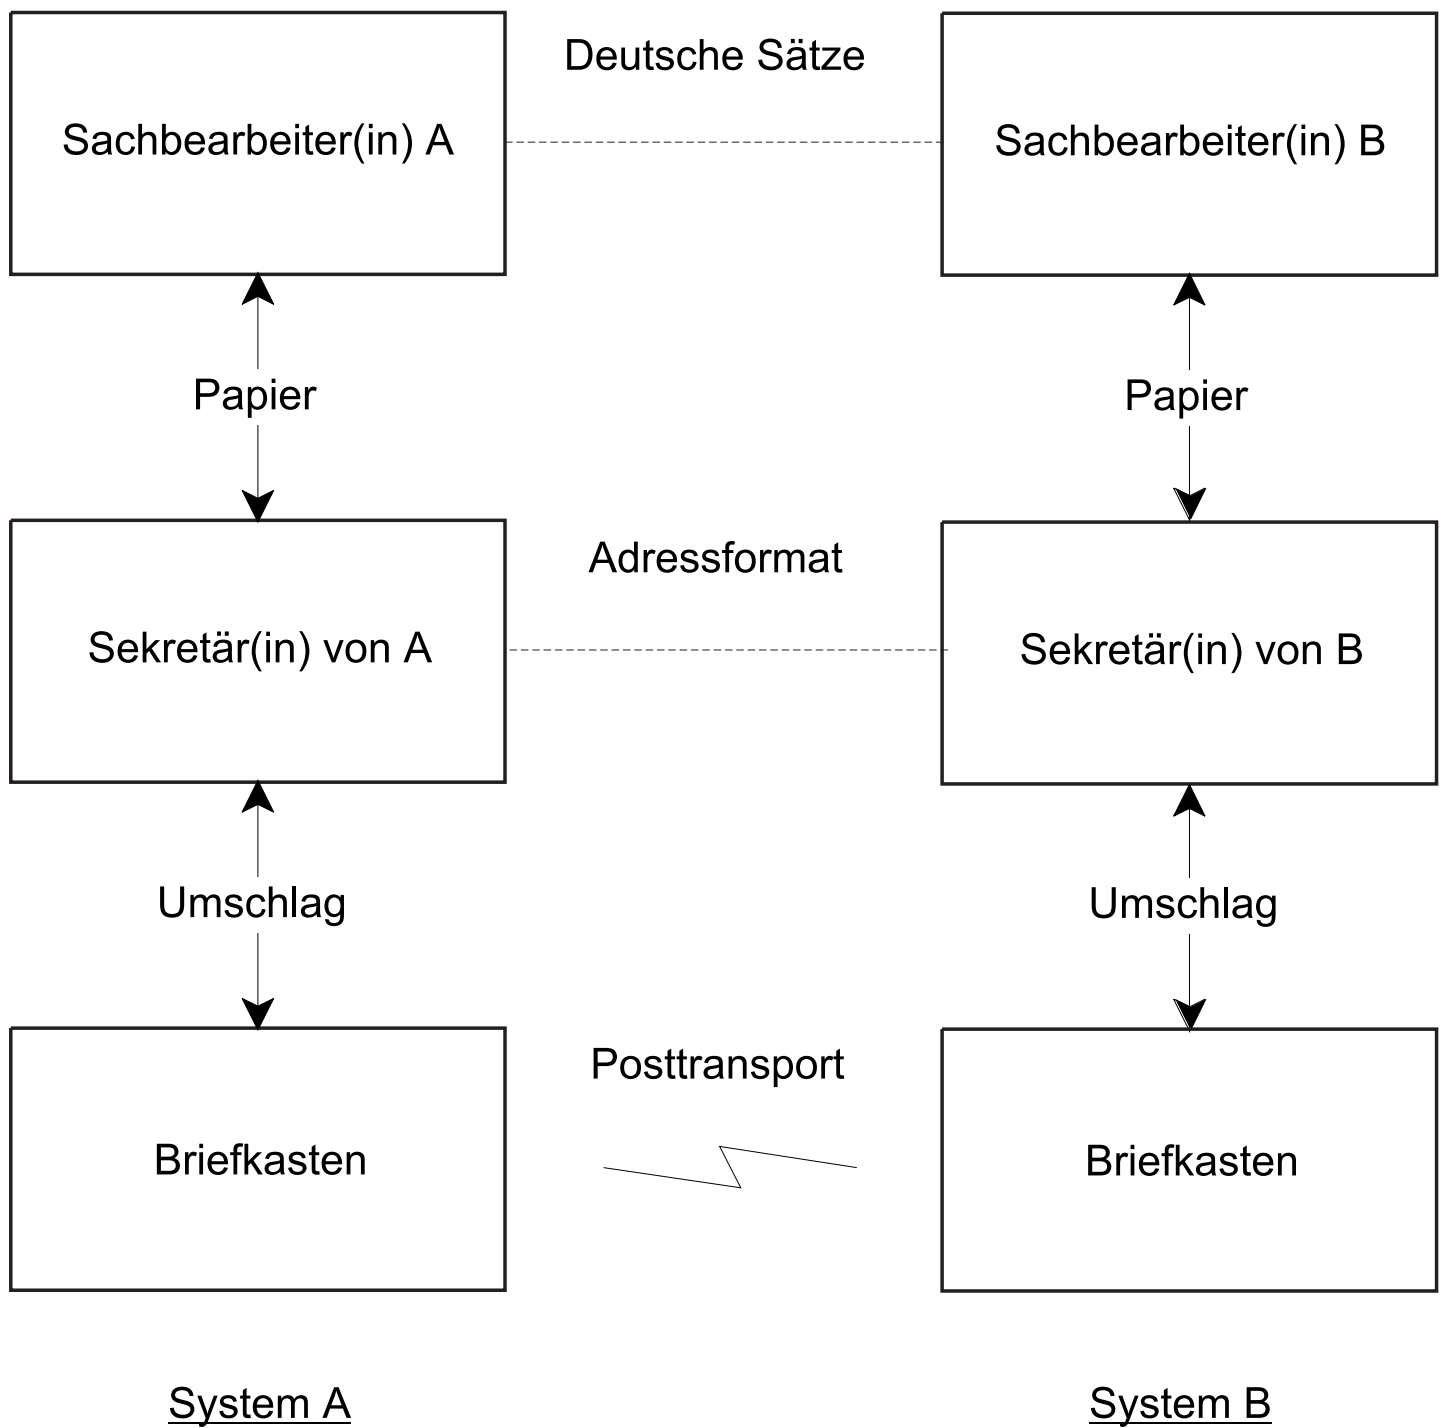 Deutsche Sätze
Sachbearbeiter(in) A
Sachbearbeiter(in) B
Papier
Papier
Adressformat
Sekretär(in) von A
Sekretär(in) von B
Umschlag
Umschlag
Posttransport
Briefkasten
Briefkasten
System A
System B